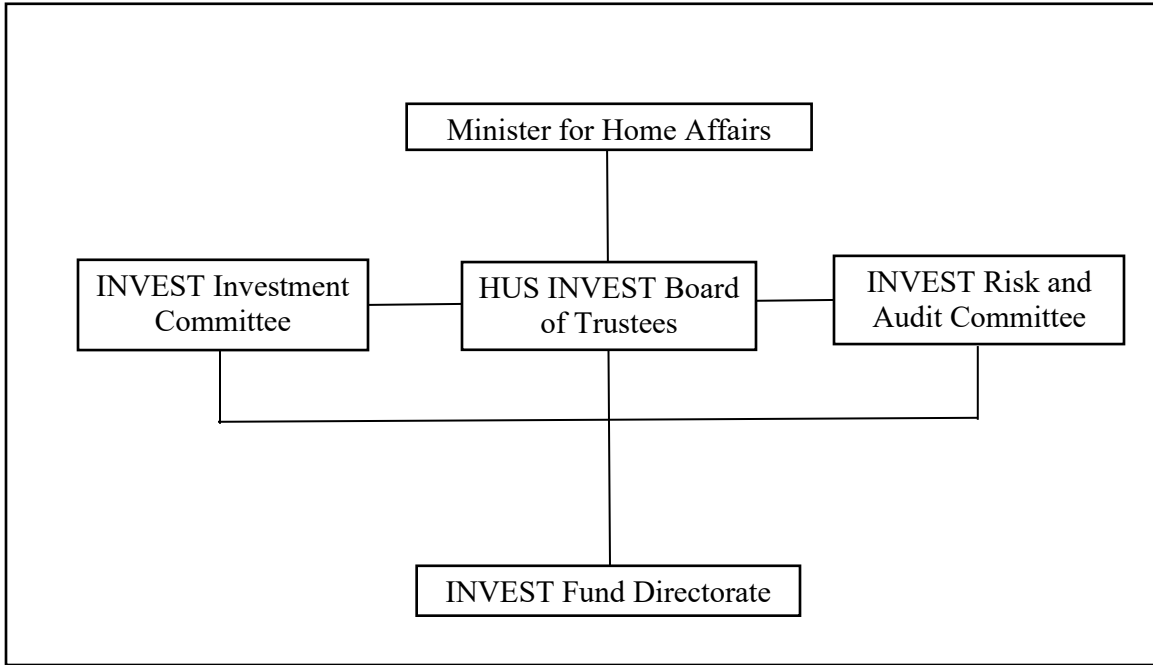 Minister for Home Affairs
INVEST Investment
Committee
HUS INVEST Board
of Trustees
INVEST Risk and
Audit Committee
INVEST Fund Directorate